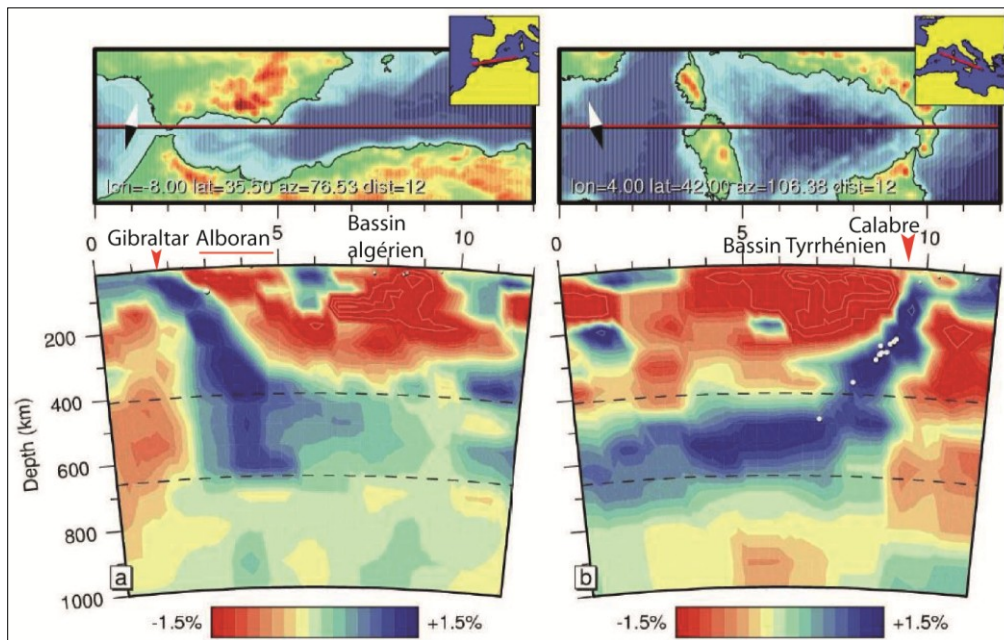 lon=-8.00 lat=35.50 az=76.53 dist=12
0 5 10
Gibraltar Alboran Bassin
algérien
200
400
600
800
1000
Depth (km)
a
-1.5% +1.5%
lon=4.00 lat=42.00 az=106.38 dist=12
0 5 10
Calabre
Bassin Tyrrhénien
b
-1.5% +1.5%